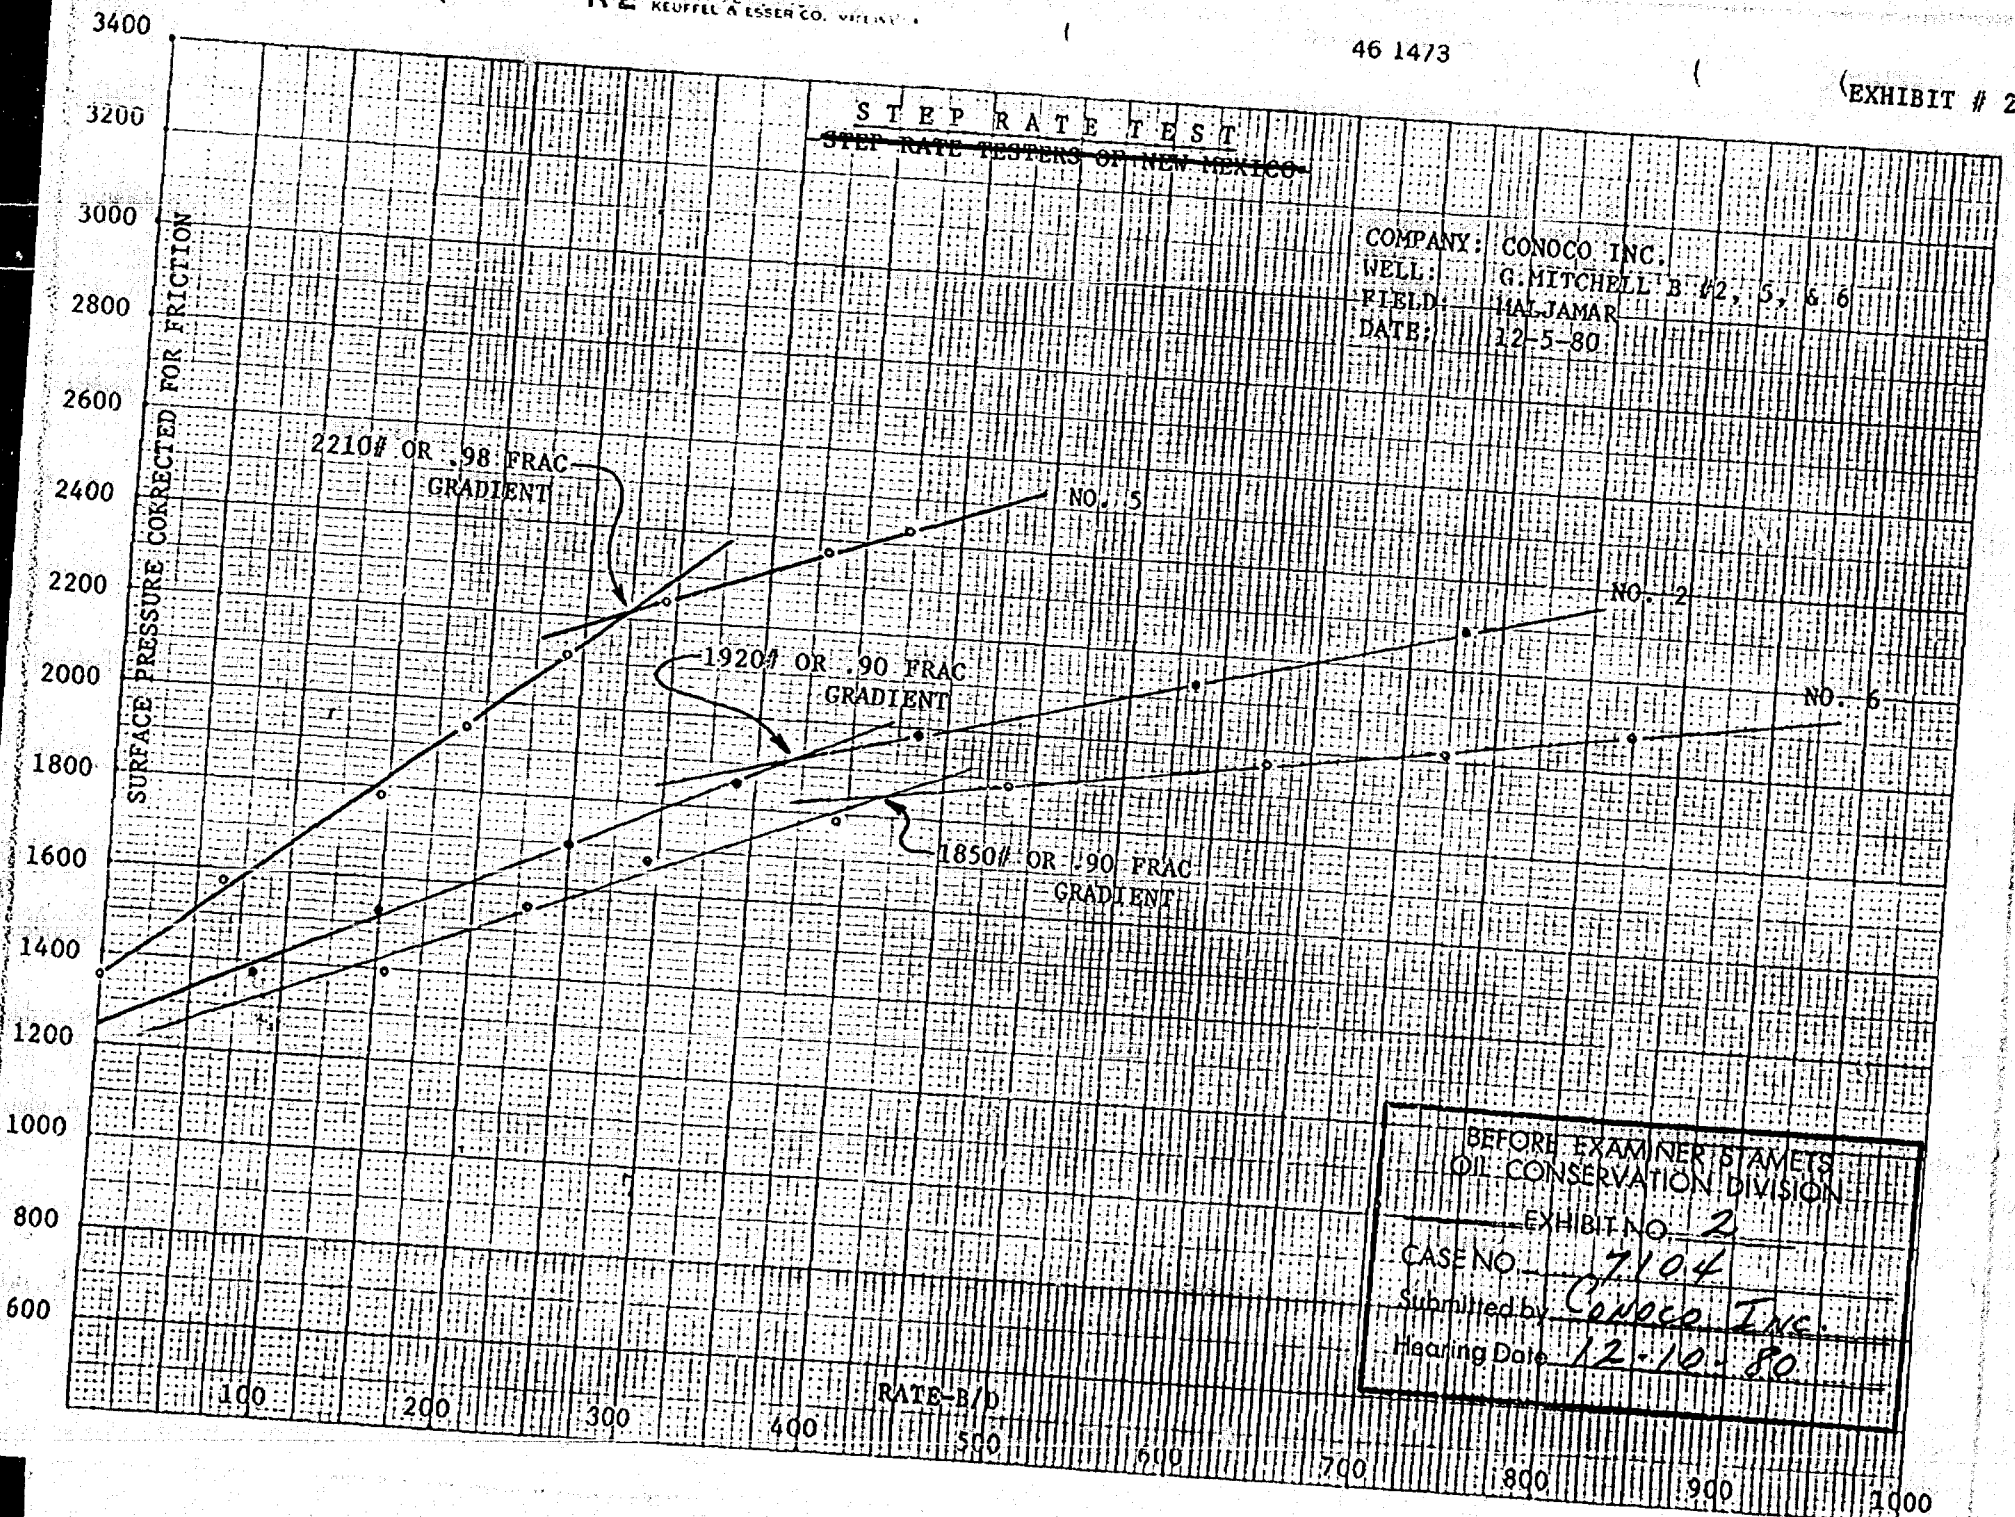 KEUFFEL & ESSER CO.
46 1473
EXHIBIT # 2
STEP RATE TEST
STEP RATE TESTERS OF NEW MEXICO
COMPANY: CONOCO INC.
WELL: G.MITCHELL B #2, 5, & 6
FIELD: MALJAMAR
DATE: 12-5-80
3400
3200
3000
2800
2600
2400
2200
2000
1800
1600
1400
1200
1000
800
600
SURFACE PRESSURE CORRECTED FOR FRICTION
2210# OR .98 FRAC
GRADIENT
NO. 5
1920# OR .90 FRAC
GRADIENT
NO. 2
NO. 6
1850# OR .90 FRAC
GRADIENT
BEFORE EXAMINER STAMETS
OIL CONSERVATION DIVISION
EXHIBIT NO. 2
CASE NO. 7104
Submitted by CONOCO INC.
Hearing Date 12-10-80
100
200
300
400
500
600
700
800
900
1000
RATE-B/D